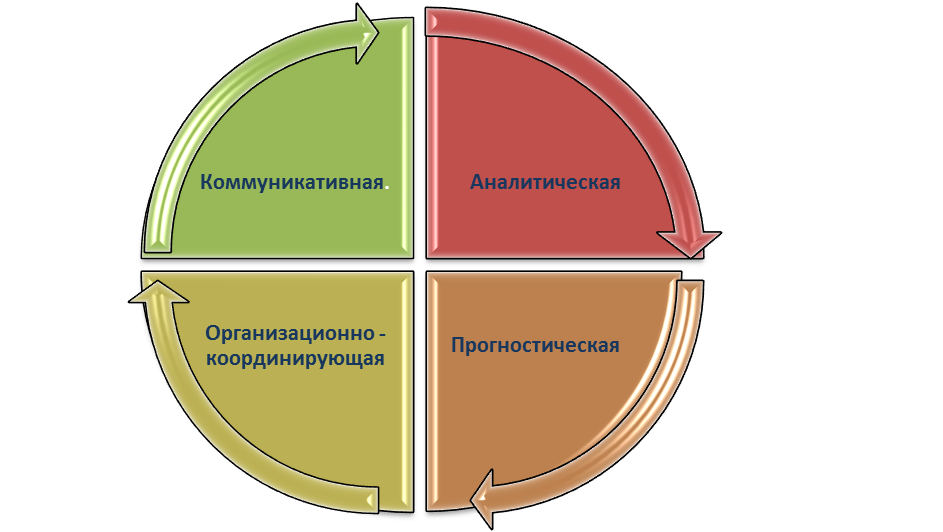 Коммуникативная.
Аналитическая
Организационно -
координирующая
Прогностическая